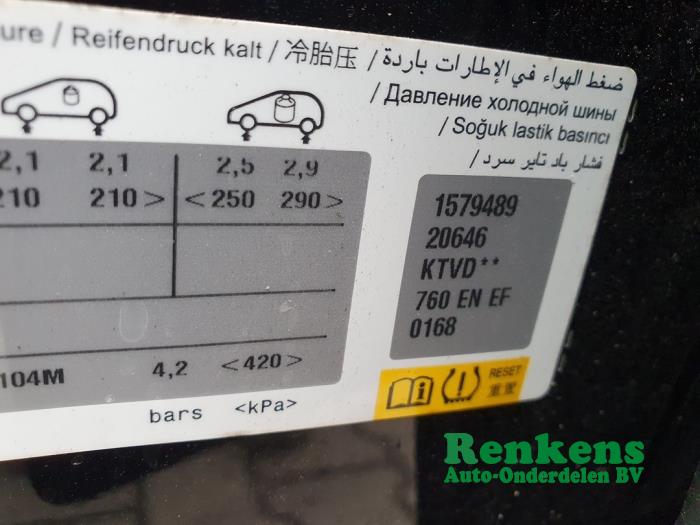 / Reifendruck kalt / 冷胎压 / ضغط الهواء في الإطارات باردة
/ Давление холодной шины
/ Soğuk lastik basıncı
/ فشار باد تایر سرد
2,1 2,1 2,5 2,9
210 210 > < 250 290 >
104M 4,2 < 420 >
bars <kPa>
1579489
20646
KTVD**
760 EN EF
0168
RESET
Renkens
Auto-Onderdelen BV